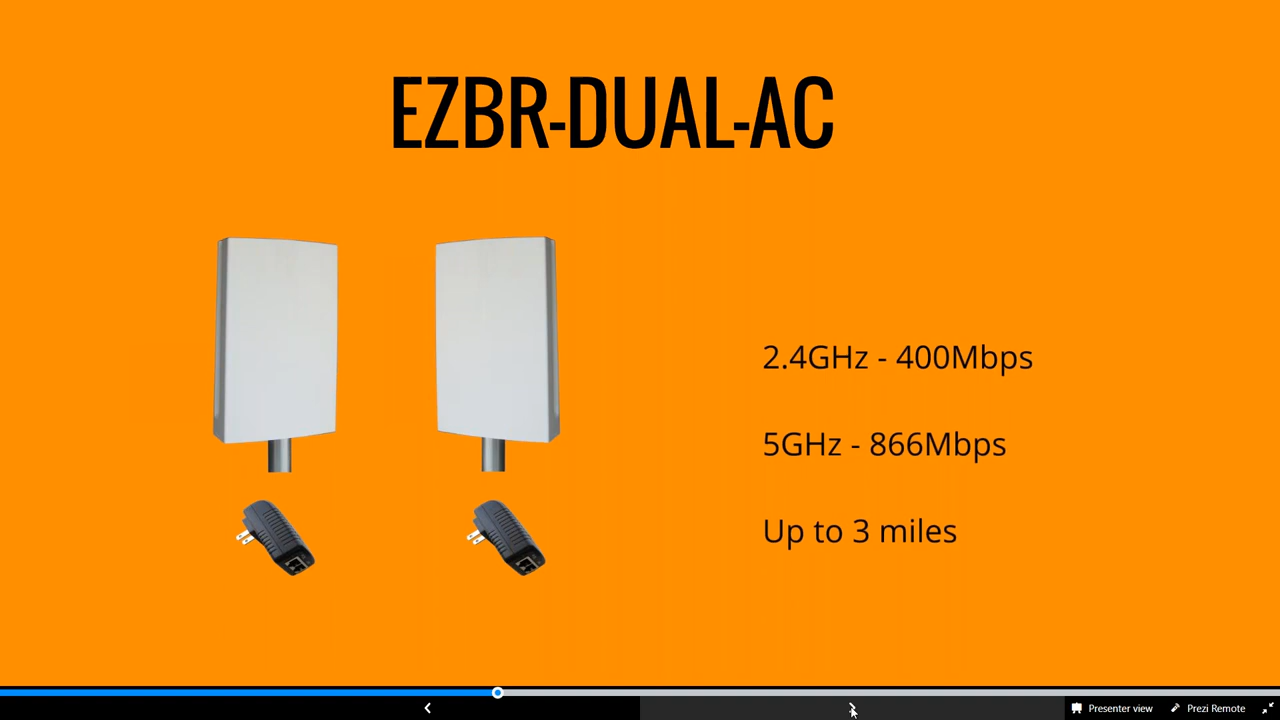 EZBR-DUAL-AC
2.4GHz - 400Mbps
5GHz - 866Mbps
Up to 3 miles
Presenter view
Prezi Remote